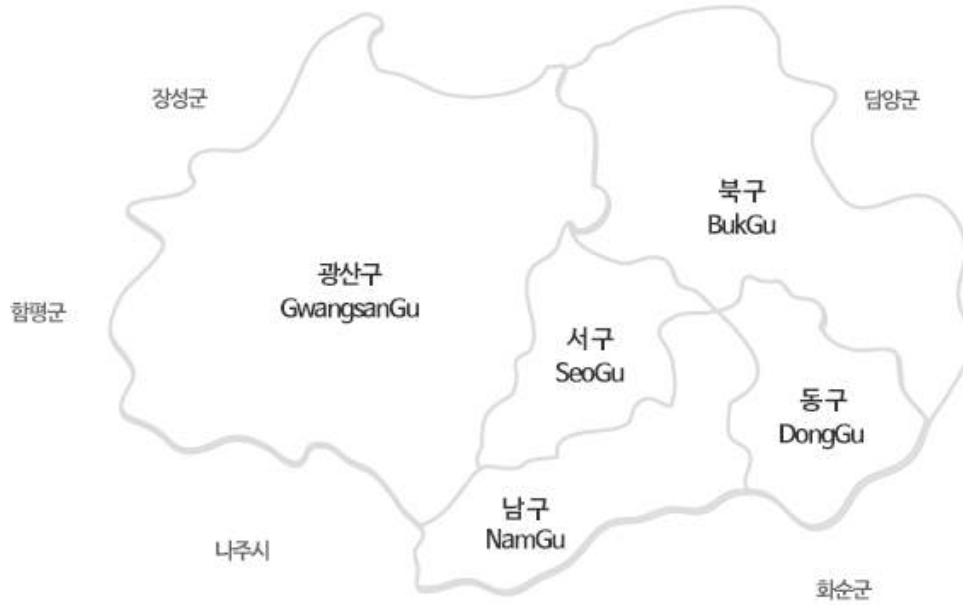 장성군
담양군
북구
BukGu
광산구
GwangsanGu
함평군
서구
SeoGu
동구
DongGu
남구
NamGu
나주시
화순군